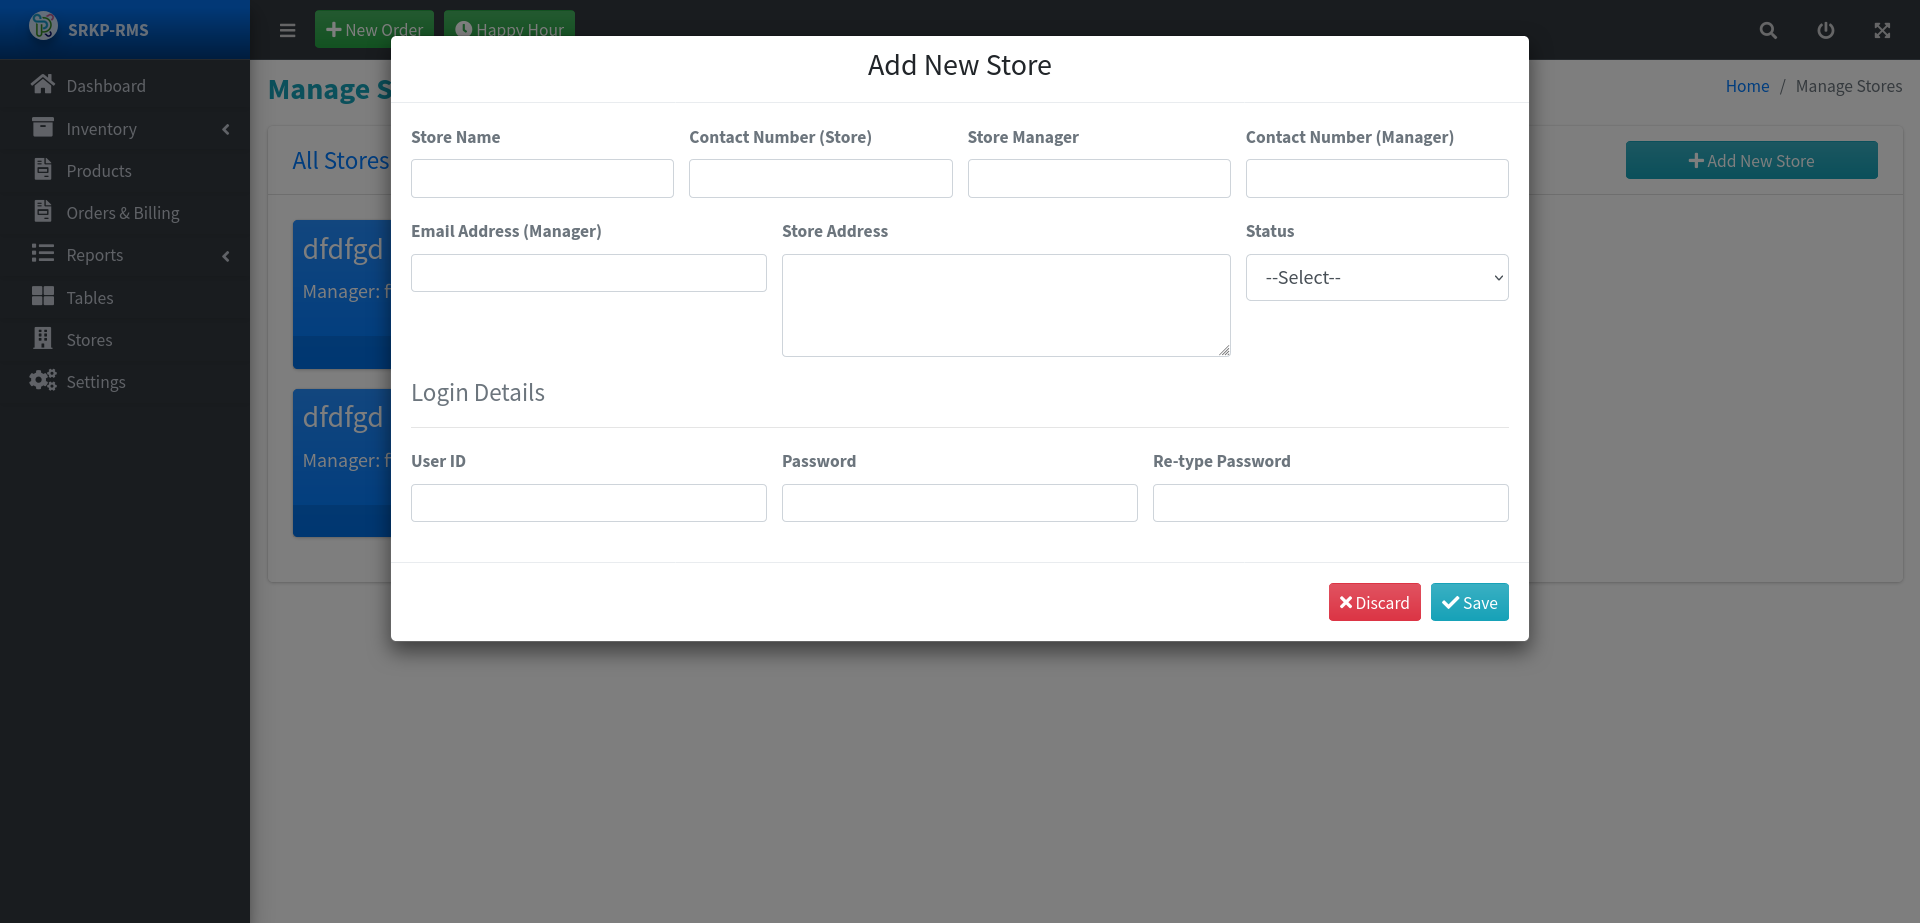 SRKP-RMS
New Order
Happy Hour
Dashboard
Inventory
Products
Orders & Billing
Reports
Tables
Stores
Settings
Home / Manage Stores
All Stores
Add New Store
dfdfgd
Manager:
dfdfgd
Manager:
Add New Store
Store Name
Contact Number (Store)
Store Manager
Contact Number (Manager)
Email Address (Manager)
Store Address
Status
--Select--
Login Details
User ID
Password
Re-type Password
Discard
Save
Manage